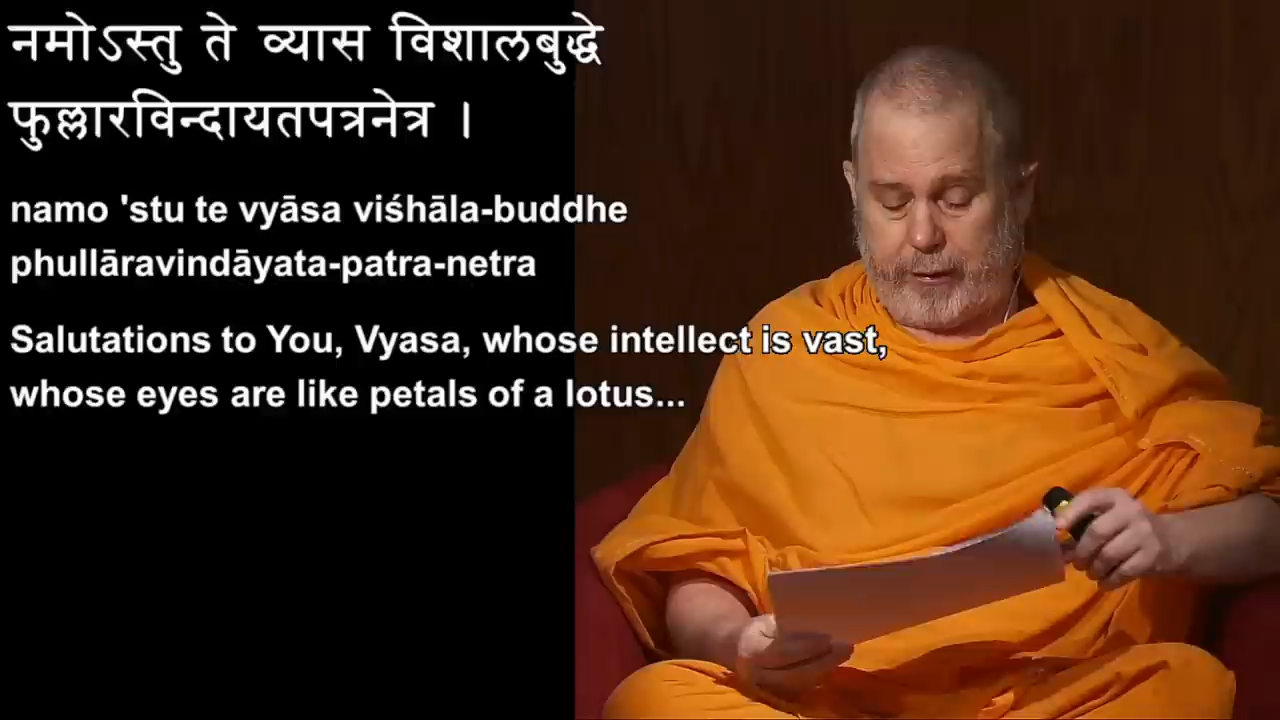 नमोऽस्तु ते व्यास विशालबुद्धे
फुल्लारविन्दायतपत्रनेत्र ।
namo 'stu te vyāsa viśhāla-buddhe
phullāravindāyata-patra-netra
Salutations to You, Vyasa, whose intellect is vast,
whose eyes are like petals of a lotus...